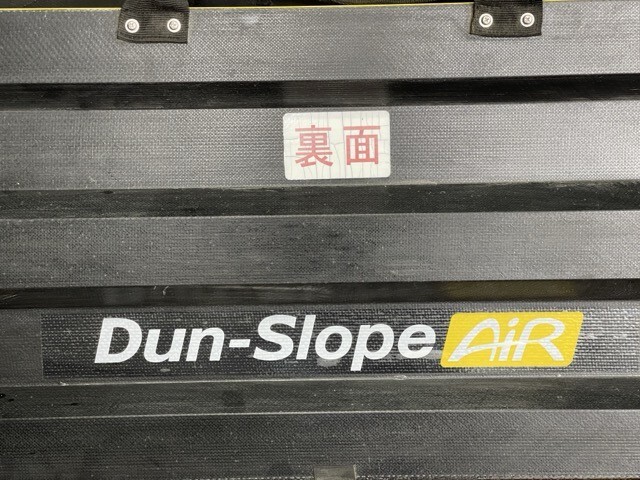 裏面
Dun-Slope AiR